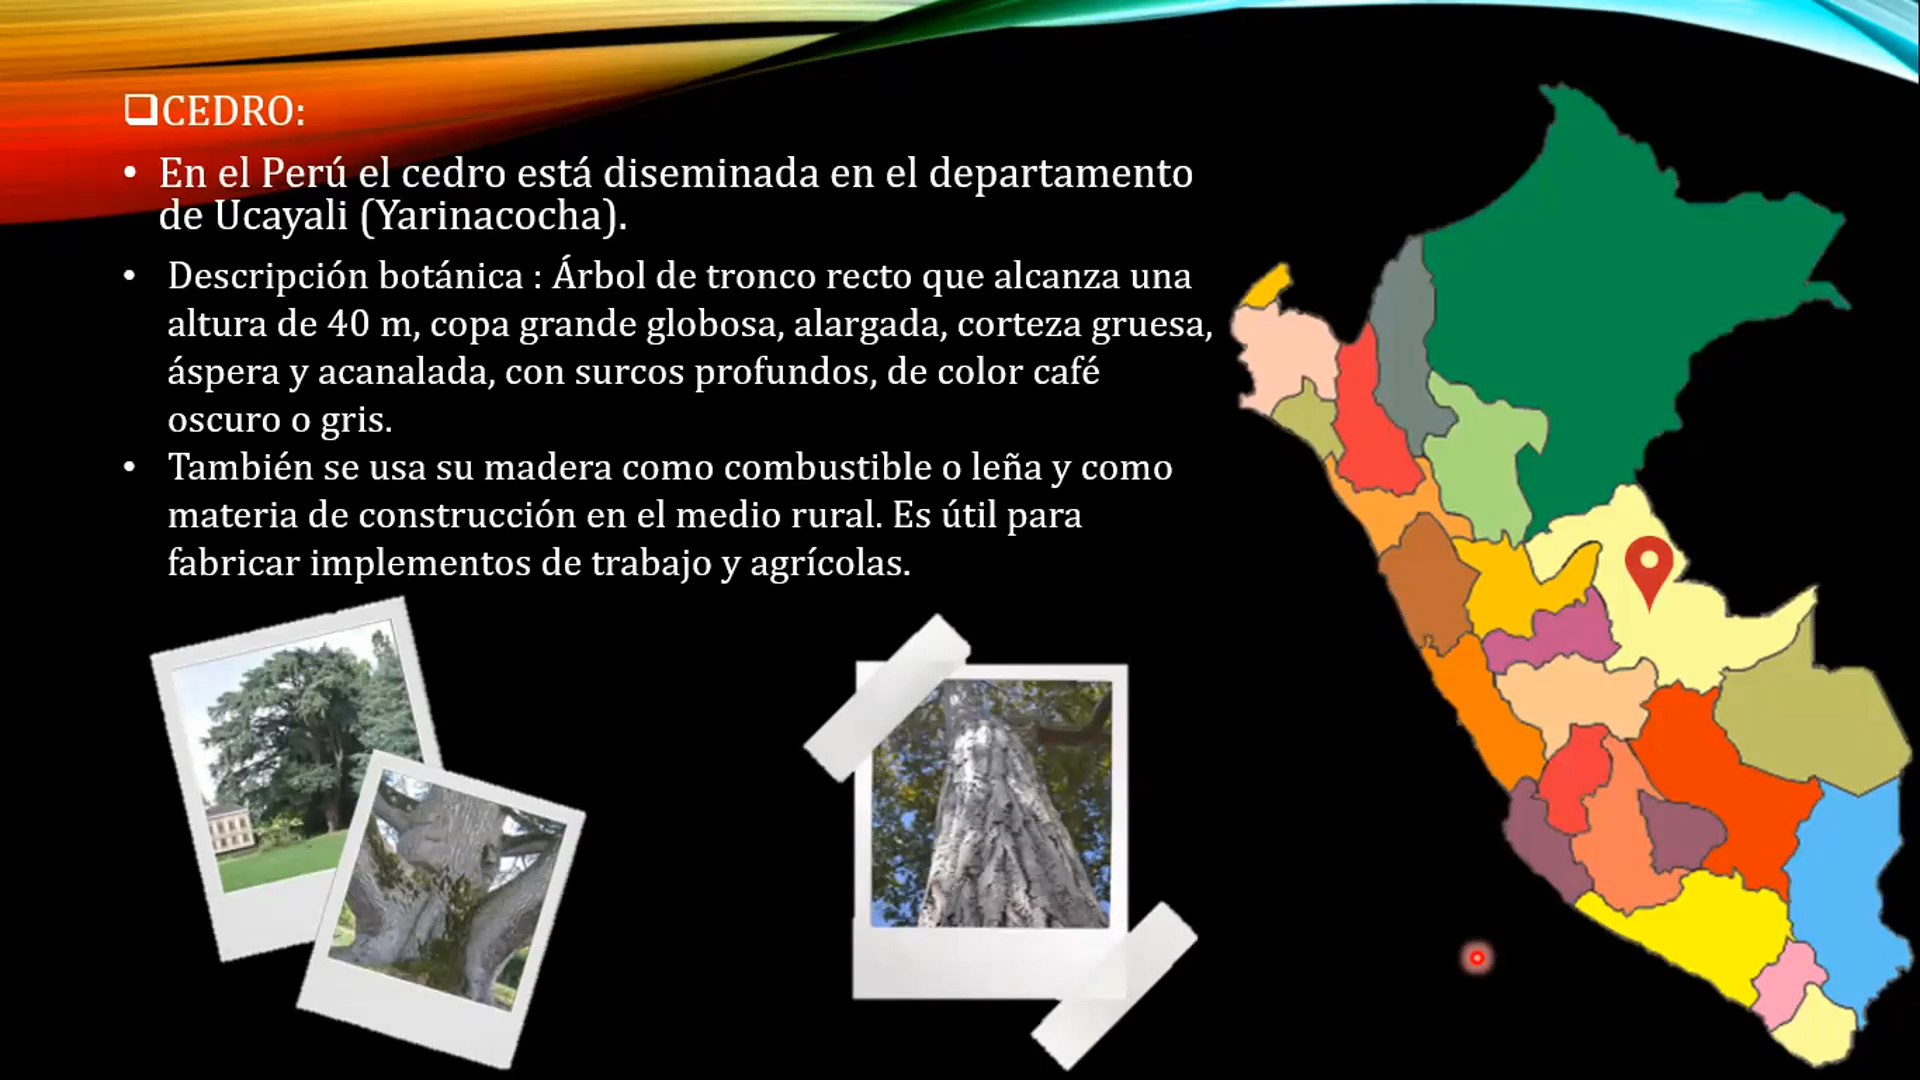 ❑CEDRO:
• En el Perú el cedro está diseminada en el departamento
de Ucayali (Yarinacocha).
• Descripción botánica : Árbol de tronco recto que alcanza una
altura de 40 m, copa grande globosa, alargada, corteza gruesa,
áspera y acanalada, con surcos profundos, de color café
oscuro o gris.
• También se usa su madera como combustible o leña y como
materia de construcción en el medio rural. Es útil para
fabricar implementos de trabajo y agrícolas.